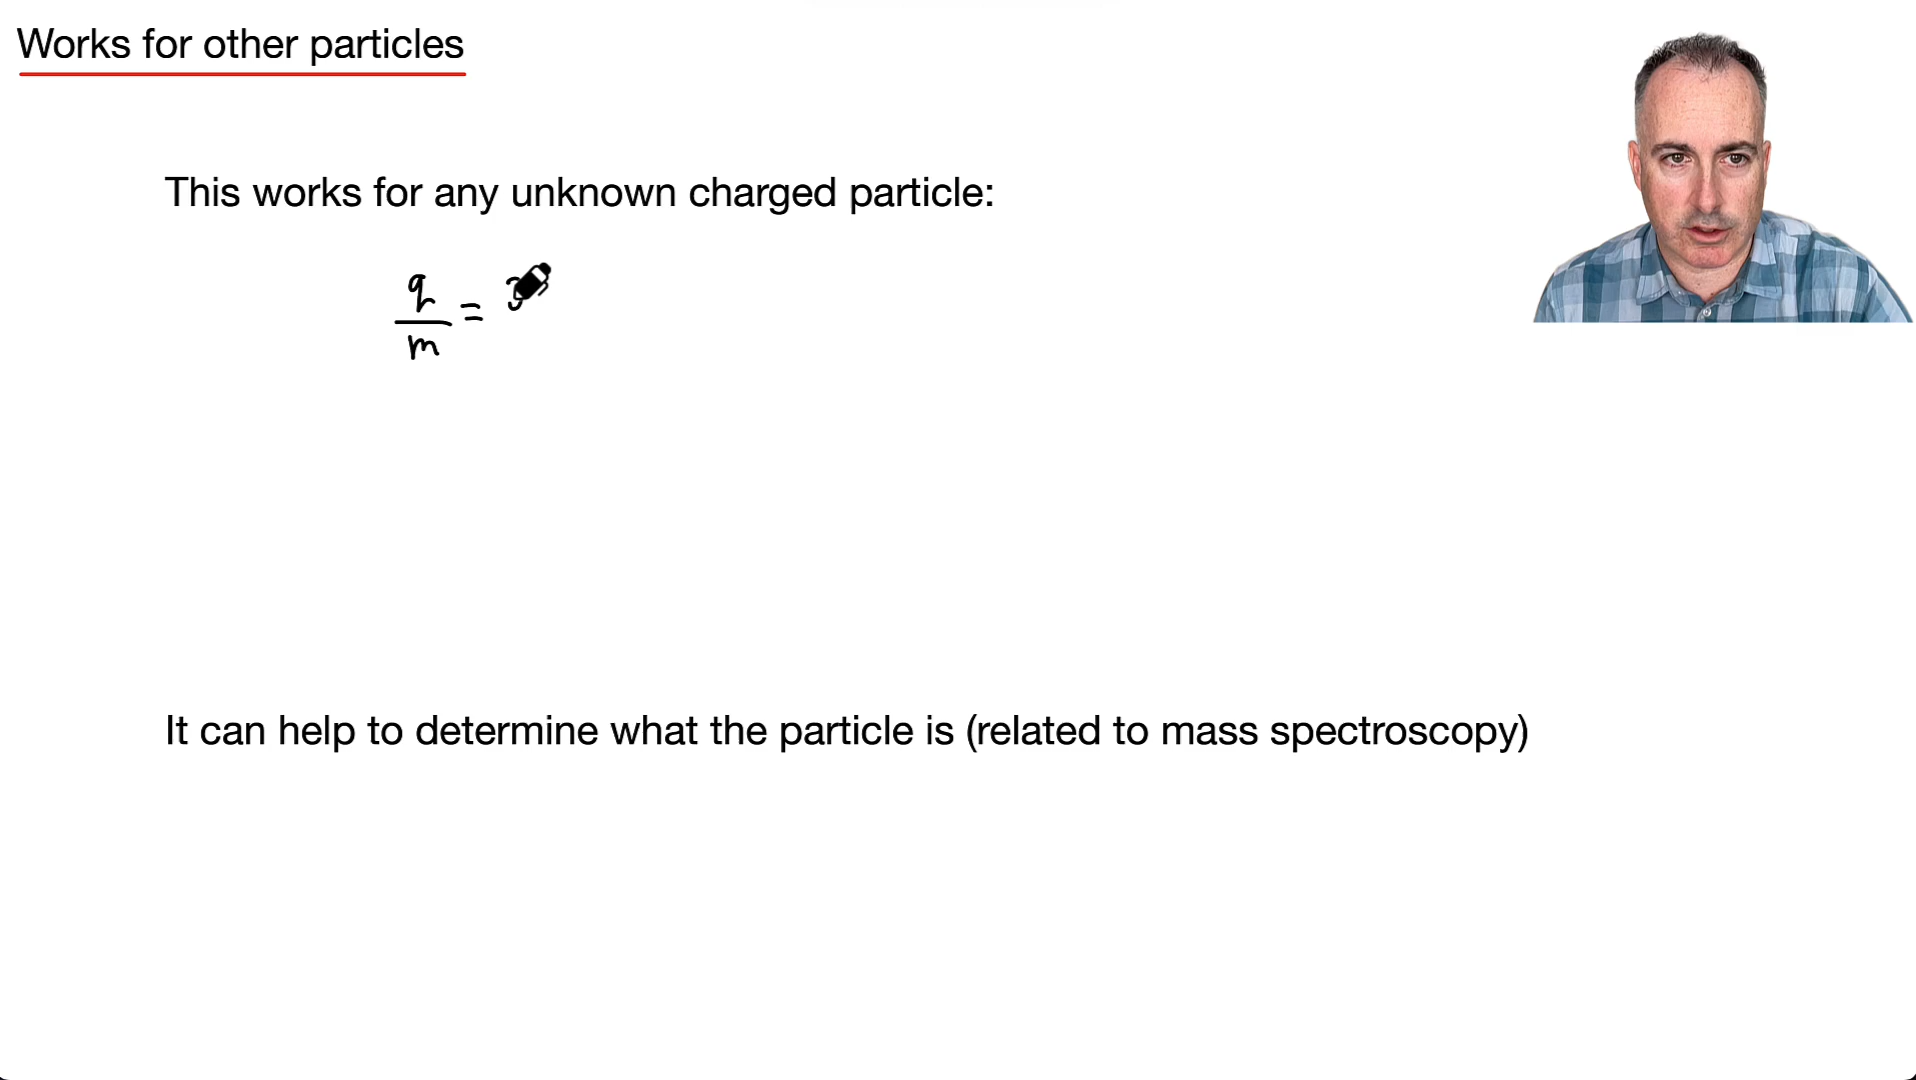 Works for other particles
This works for any unknown charged particle:
q
m
=
It can help to determine what the particle is (related to mass spectroscopy)